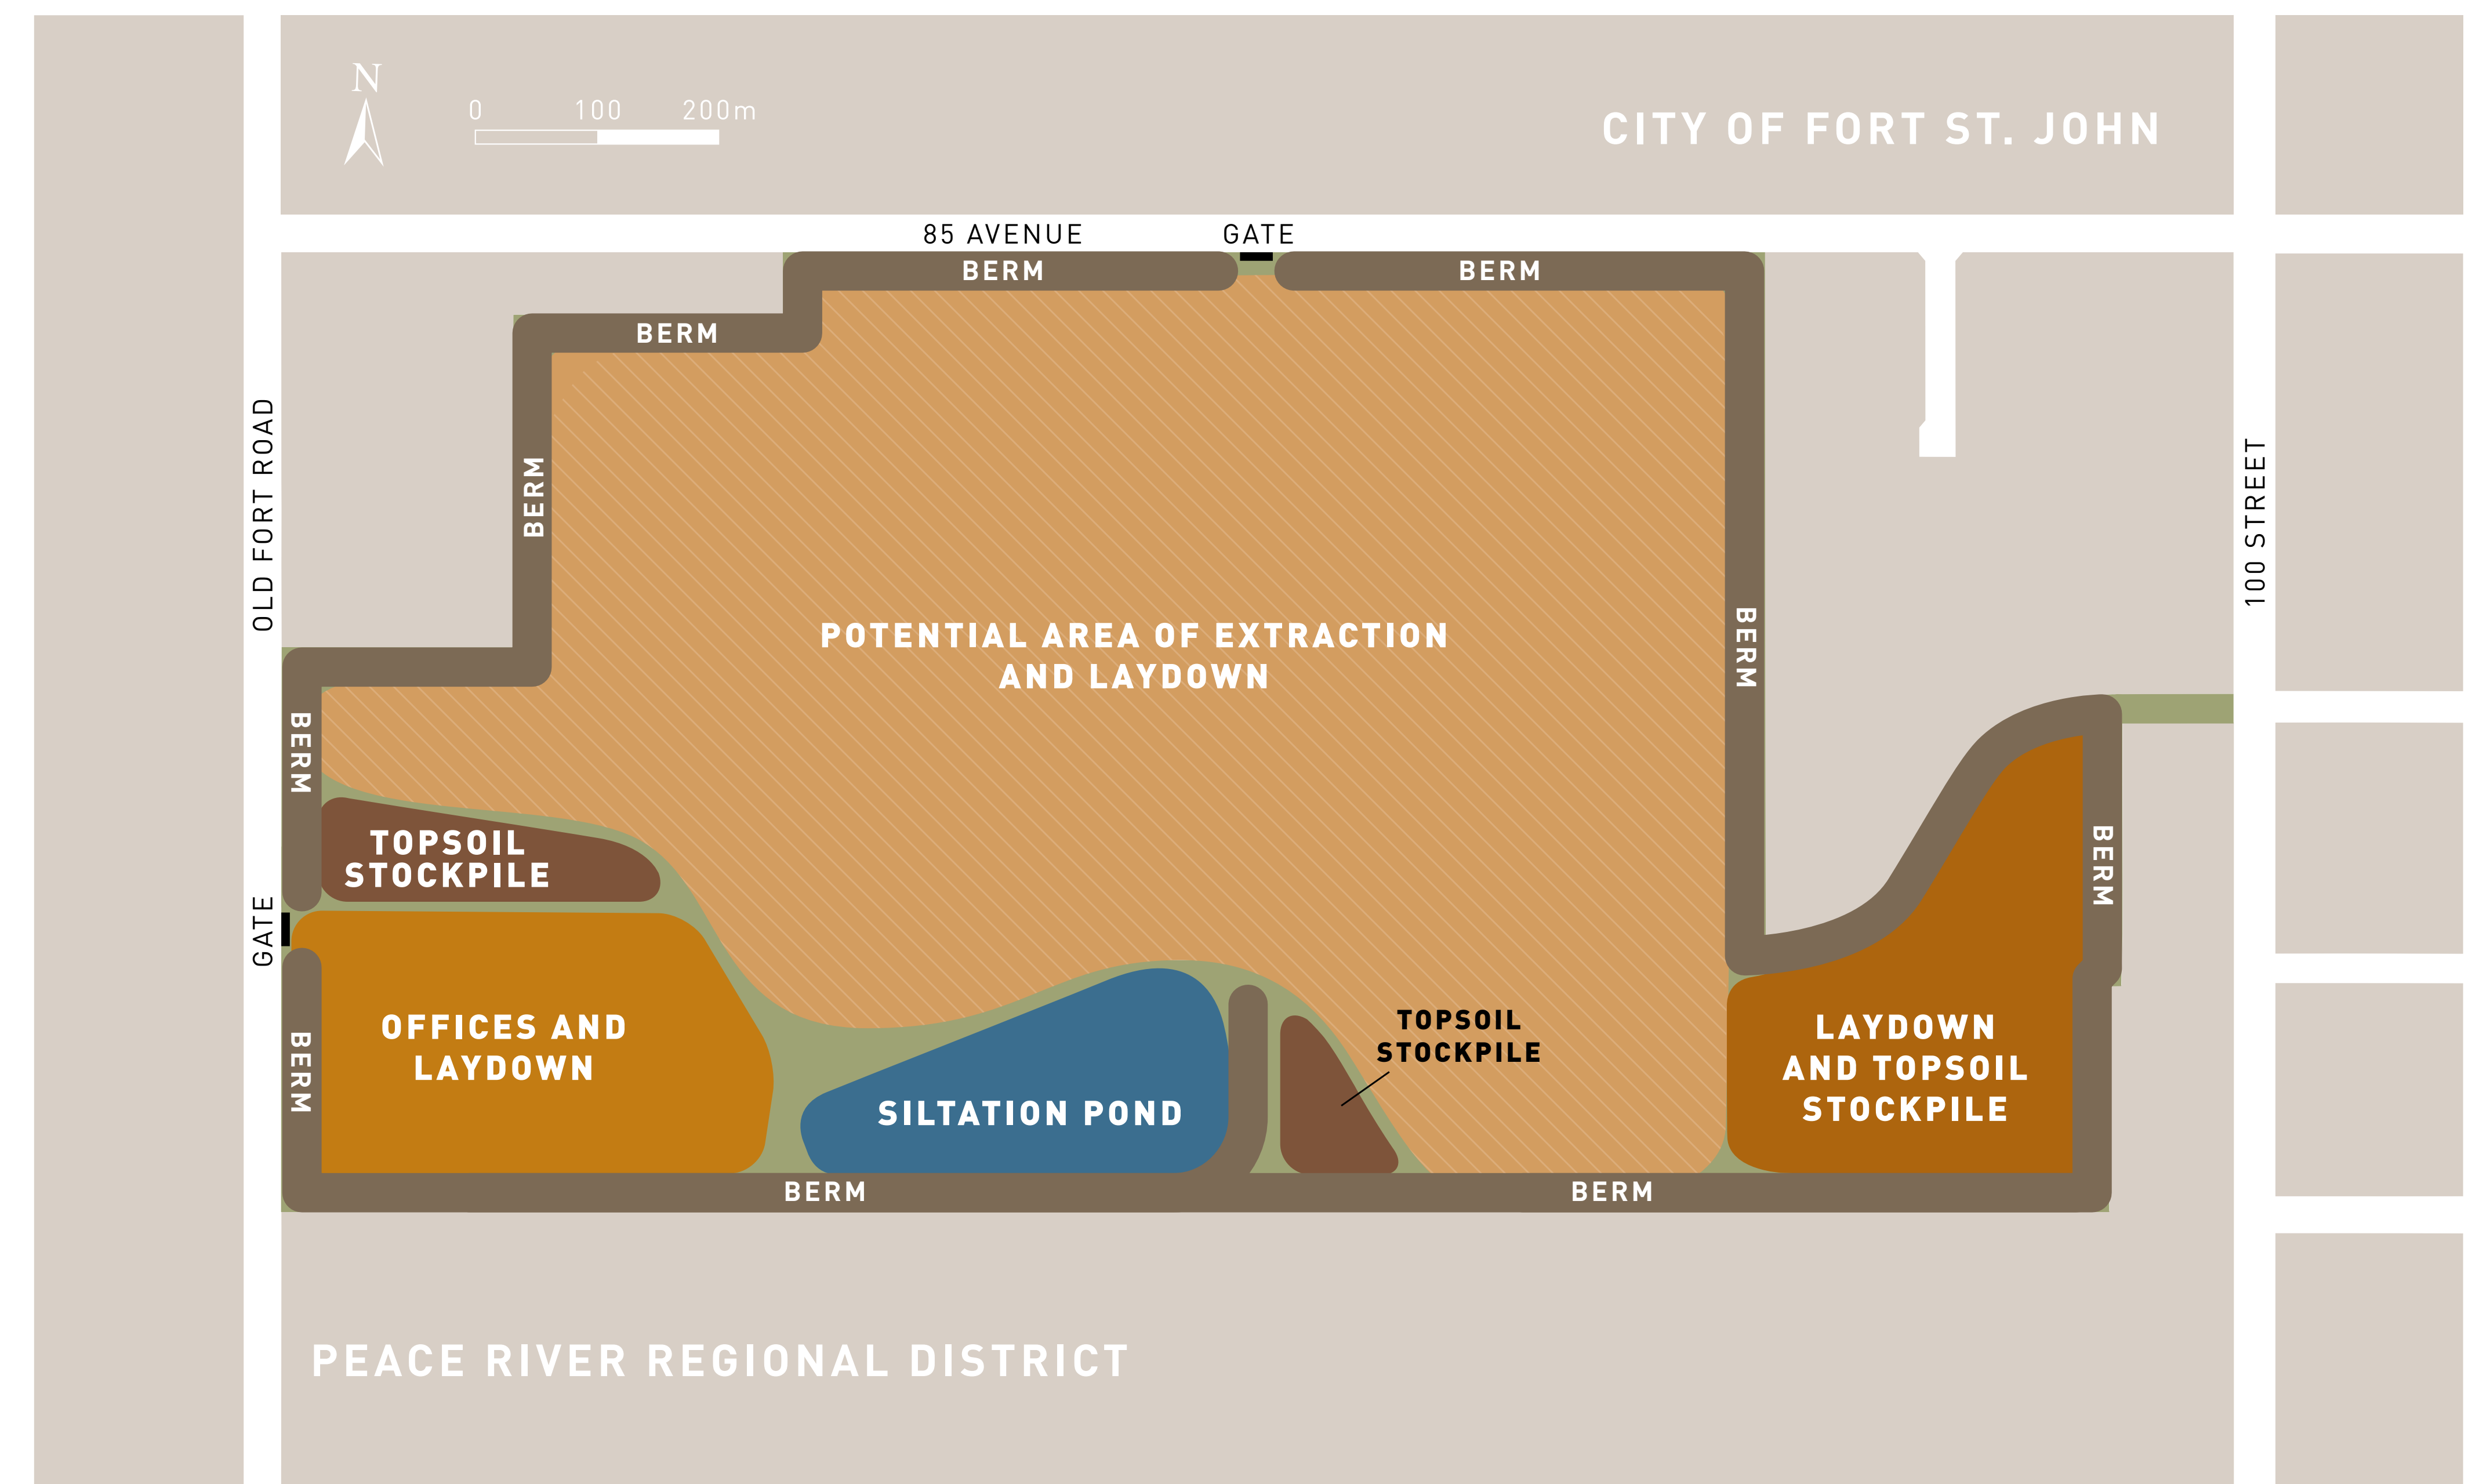 N
0 100 200m
CITY OF FORT ST. JOHN
85 AVENUE
GATE
BERM
BERM
BERM
OLD FORT ROAD
BERM
100 STREET
POTENTIAL AREA OF EXTRACTION
AND LAYDOWN
BERM
BERM
TOPSOIL
STOCKPILE
BERM
GATE
OFFICES AND
LAYDOWN
BERM
SILTATION POND
TOPSOIL
STOCKPILE
LAYDOWN
AND TOPSOIL
STOCKPILE
BERM
BERM
PEACE RIVER REGIONAL DISTRICT